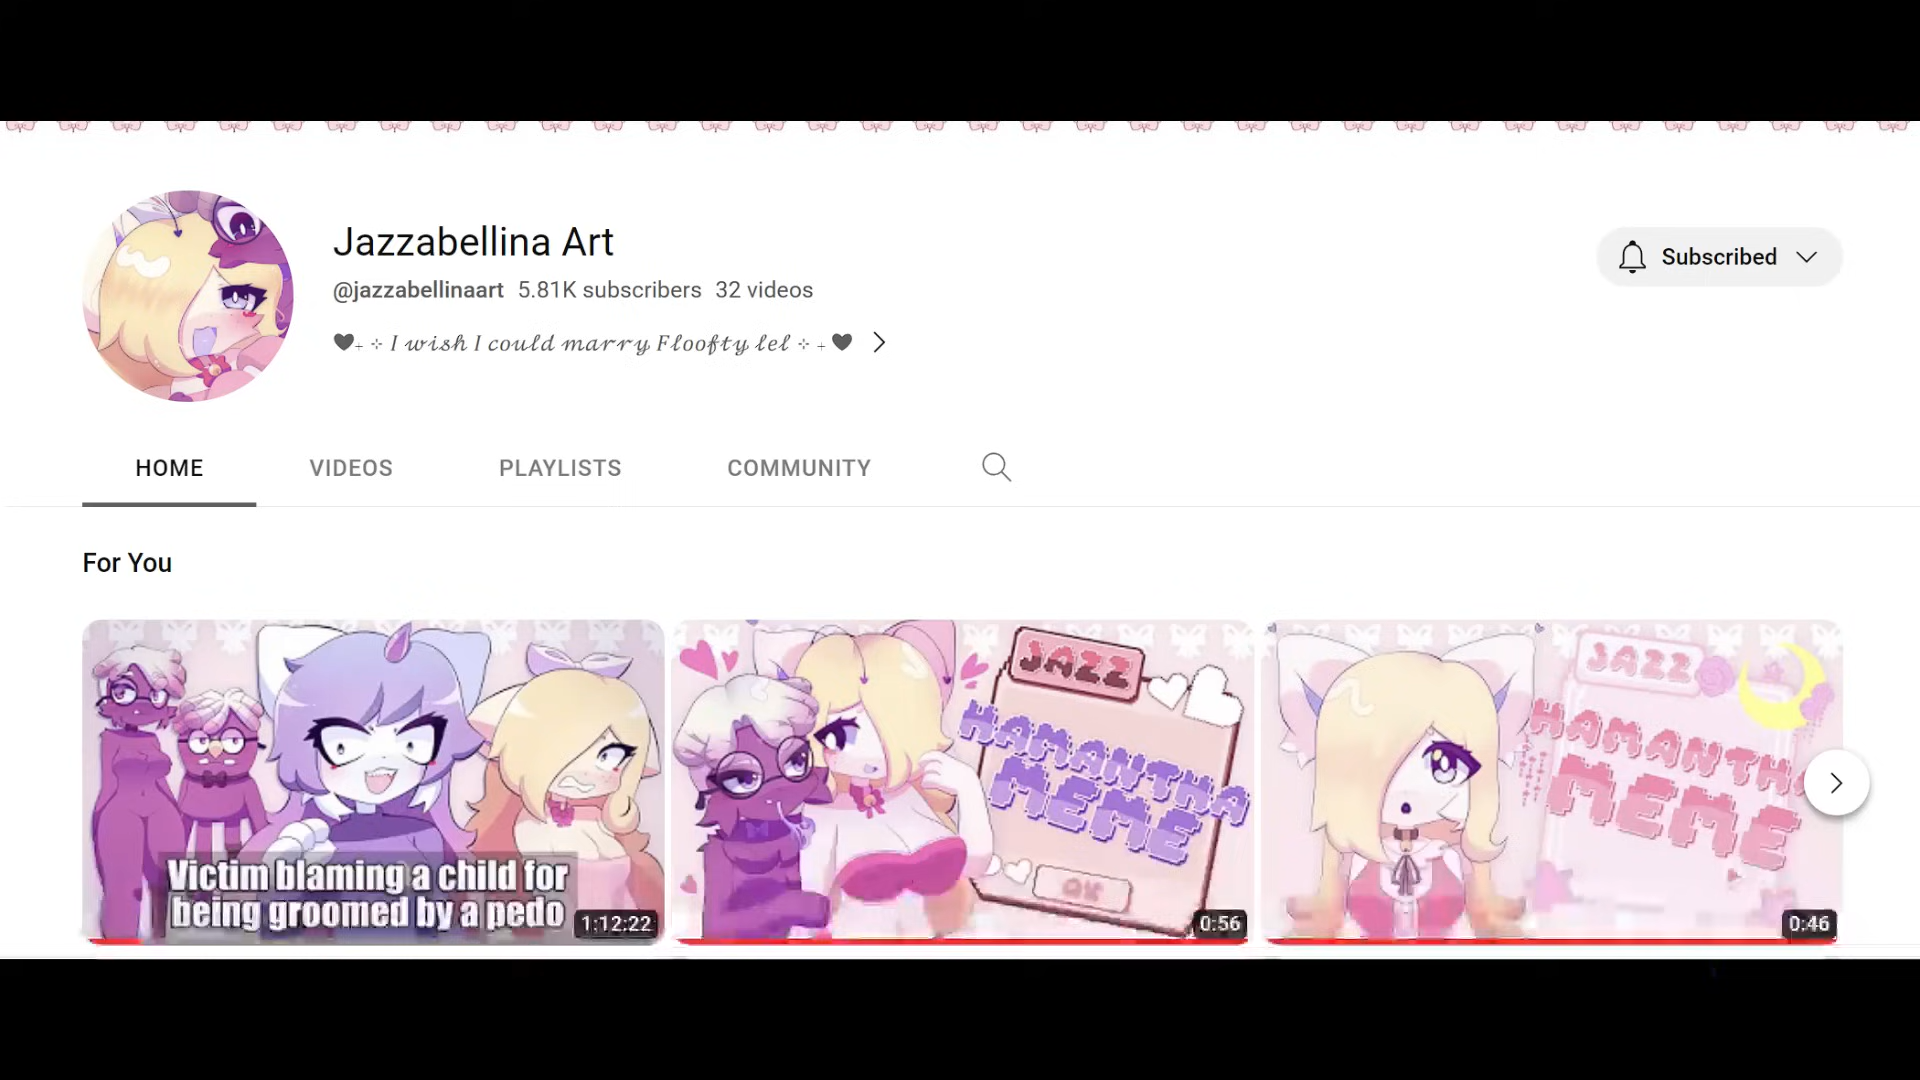 Jazzabellina Art
@jazzabellinaart 5.81K subscribers 32 videos
I wish I could marry Floofty lel
Subscribed
HOME VIDEOS PLAYLISTS COMMUNITY
For You
Victim blaming a child for
being groomed by a pedo
1:12:22
JAZZ
HAMANTHA
MEME
OK
0:56
JAZZ
HAMANTHA
MEME
0:46